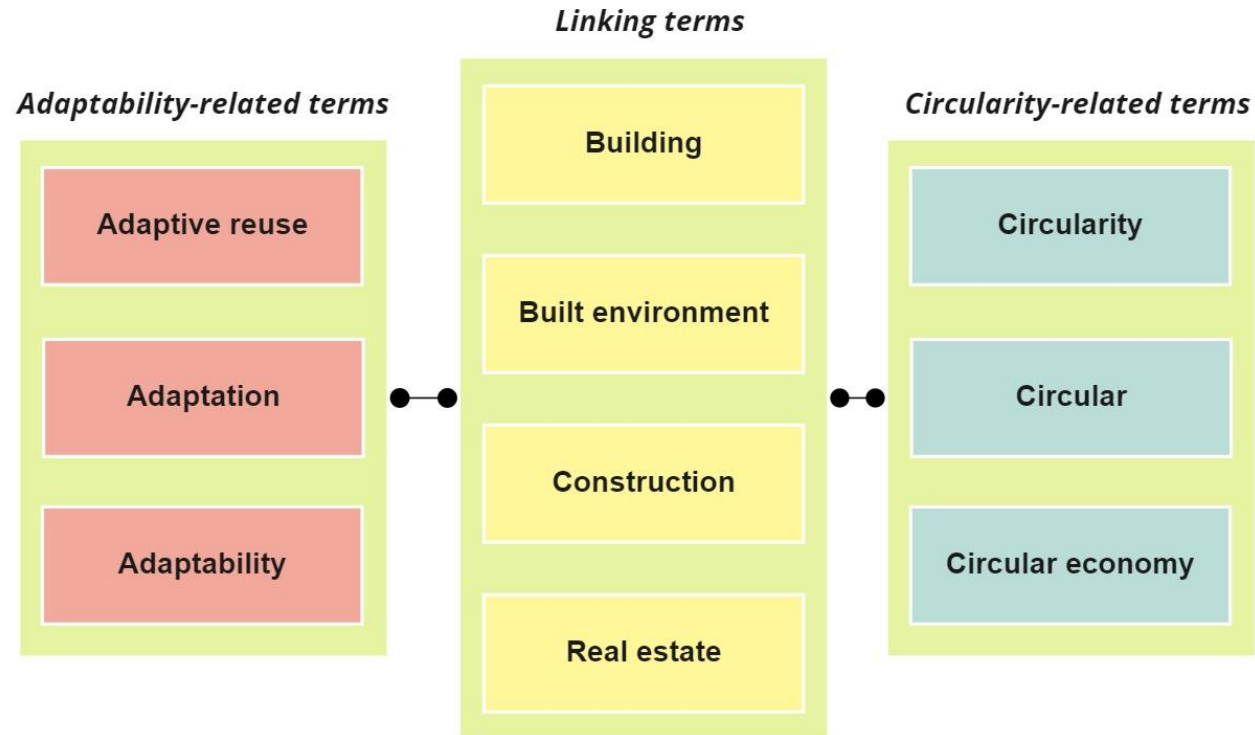 Linking terms
Adaptability-related terms
Circularity-related terms
Adaptive reuse
Adaptation
Adaptability
Building
Built environment
Construction
Real estate
Circularity
Circular
Circular economy